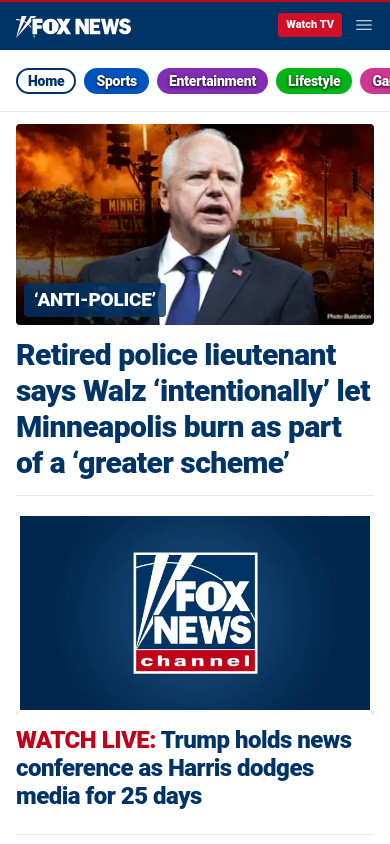 FOX NEWS
Watch TV
Home
Sports
Entertainment
Lifestyle
Ga
MINNE
‘ANTI-POLICE’
Photo Illustration
Retired police lieutenant
says Walz ‘intentionally’ let
Minneapolis burn as part
of a ‘greater scheme’
FOX
NEWS
channel
WATCH LIVE: Trump holds news
conference as Harris dodges
media for 25 days